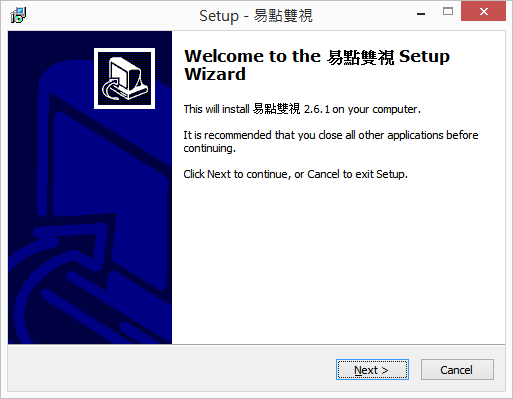 Setup - 易點雙視
Welcome to the 易點雙視 Setup
Wizard
This will install 易點雙視 2.6.1 on your computer.
It is recommended that you close all other applications before
continuing.
Click Next to continue, or Cancel to exit Setup.
Next >
Cancel